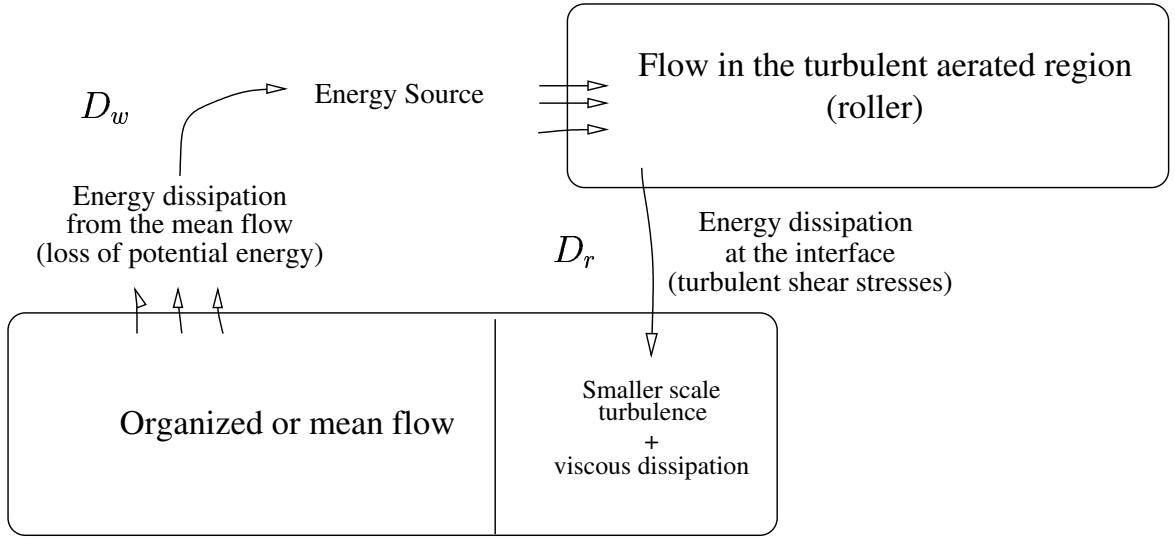 Flow in the turbulent aerated region
(roller)
D_w
Energy Source
Energy dissipation
from the mean flow
(loss of potential energy)
D_r
Energy dissipation
at the interface
(turbulent shear stresses)
Organized or mean flow
Smaller scale
turbulence
+
viscous dissipation